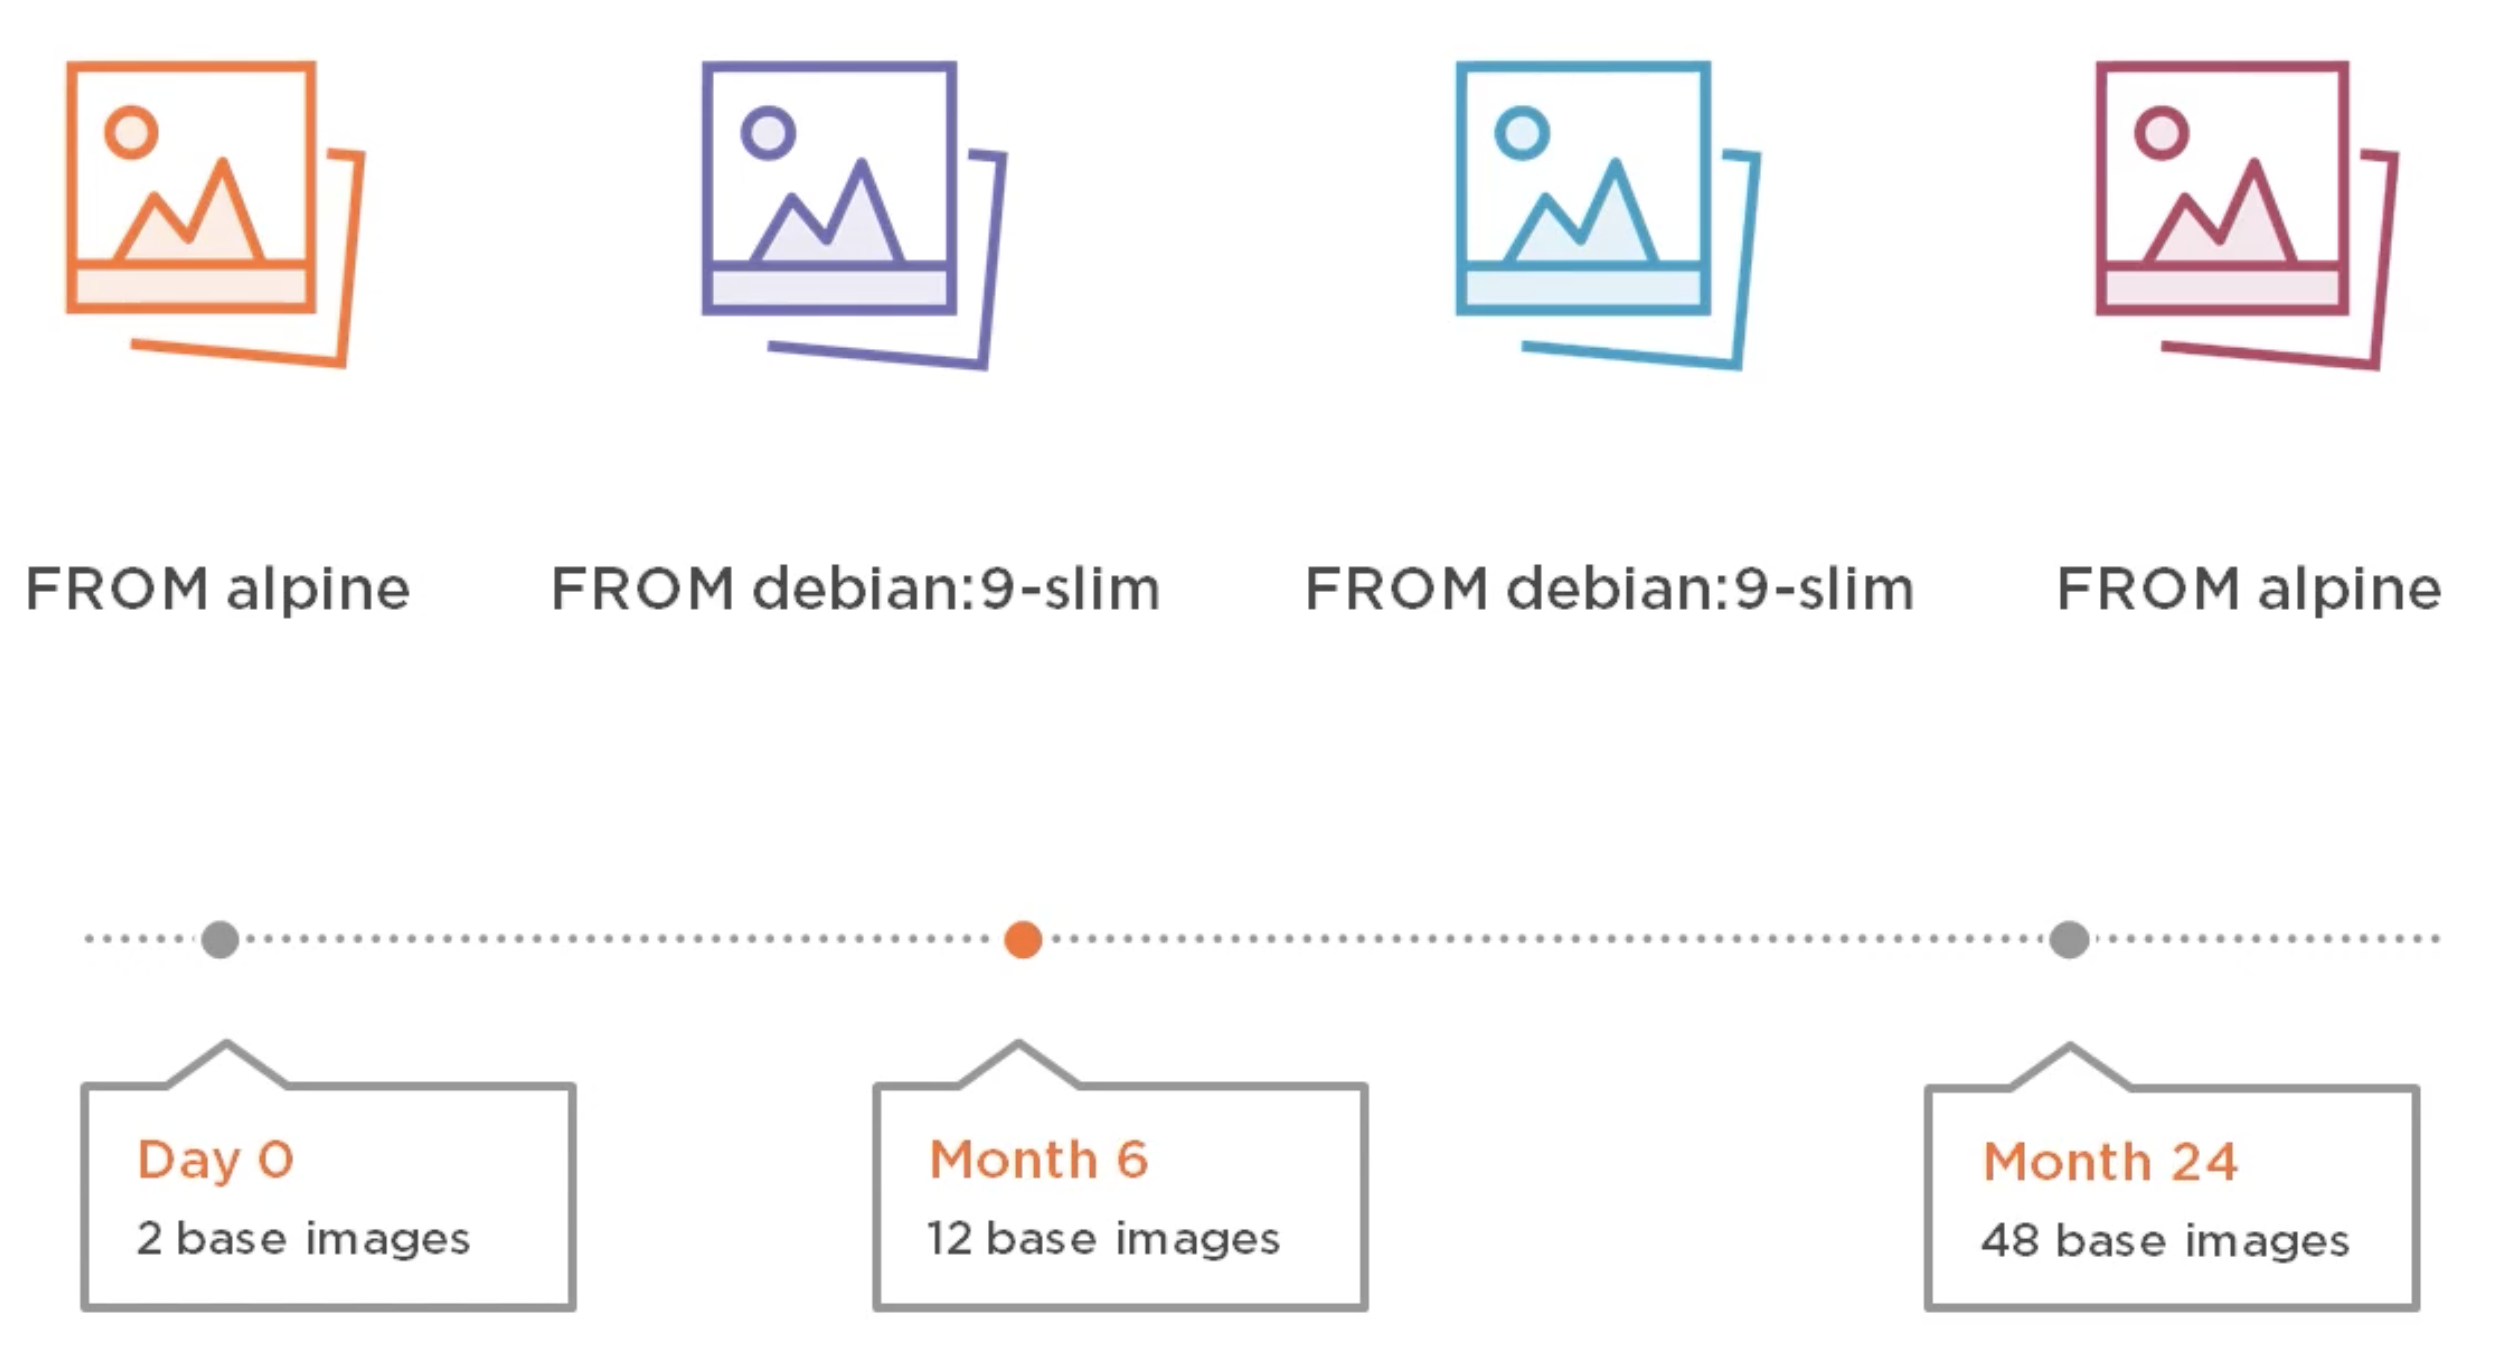 FROM alpine
FROM debian:9-slim
FROM debian:9-slim
FROM alpine
Day 0
2 base images
Month 6
12 base images
Month 24
48 base images